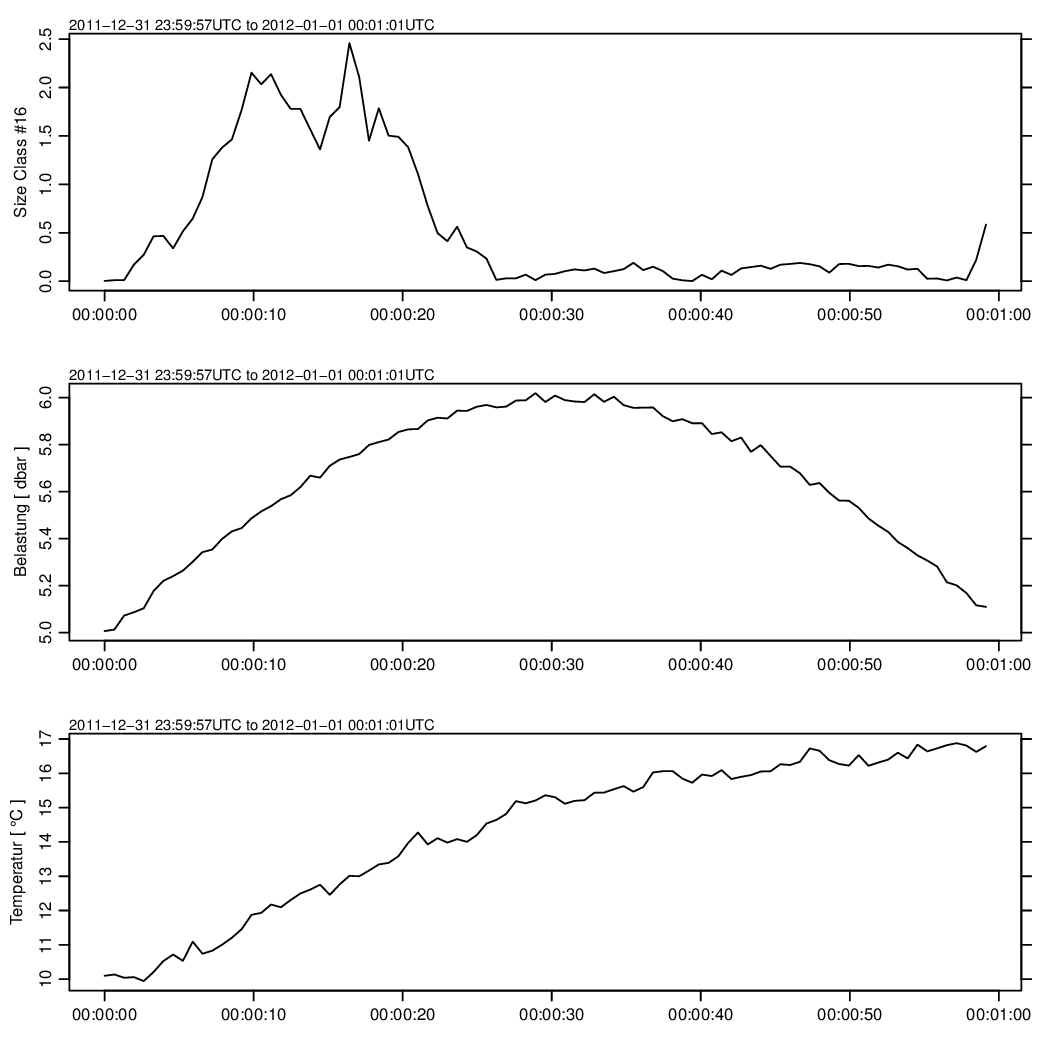 2011−12−31 23:59:57UTC to 2012−01−01 00:01:01UTC
Size Class #16
0.0 0.5 1.0 1.5 2.0 2.5
00:00:00 00:00:10 00:00:20 00:00:30 00:00:40 00:00:50 00:01:00
2011−12−31 23:59:57UTC to 2012−01−01 00:01:01UTC
Belastung [ dbar ]
5.0 5.2 5.4 5.6 5.8 6.0
00:00:00 00:00:10 00:00:20 00:00:30 00:00:40 00:00:50 00:01:00
2011−12−31 23:59:57UTC to 2012−01−01 00:01:01UTC
Temperatur [ °C ]
10 11 12 13 14 15 16 17
00:00:00 00:00:10 00:00:20 00:00:30 00:00:40 00:00:50 00:01:00